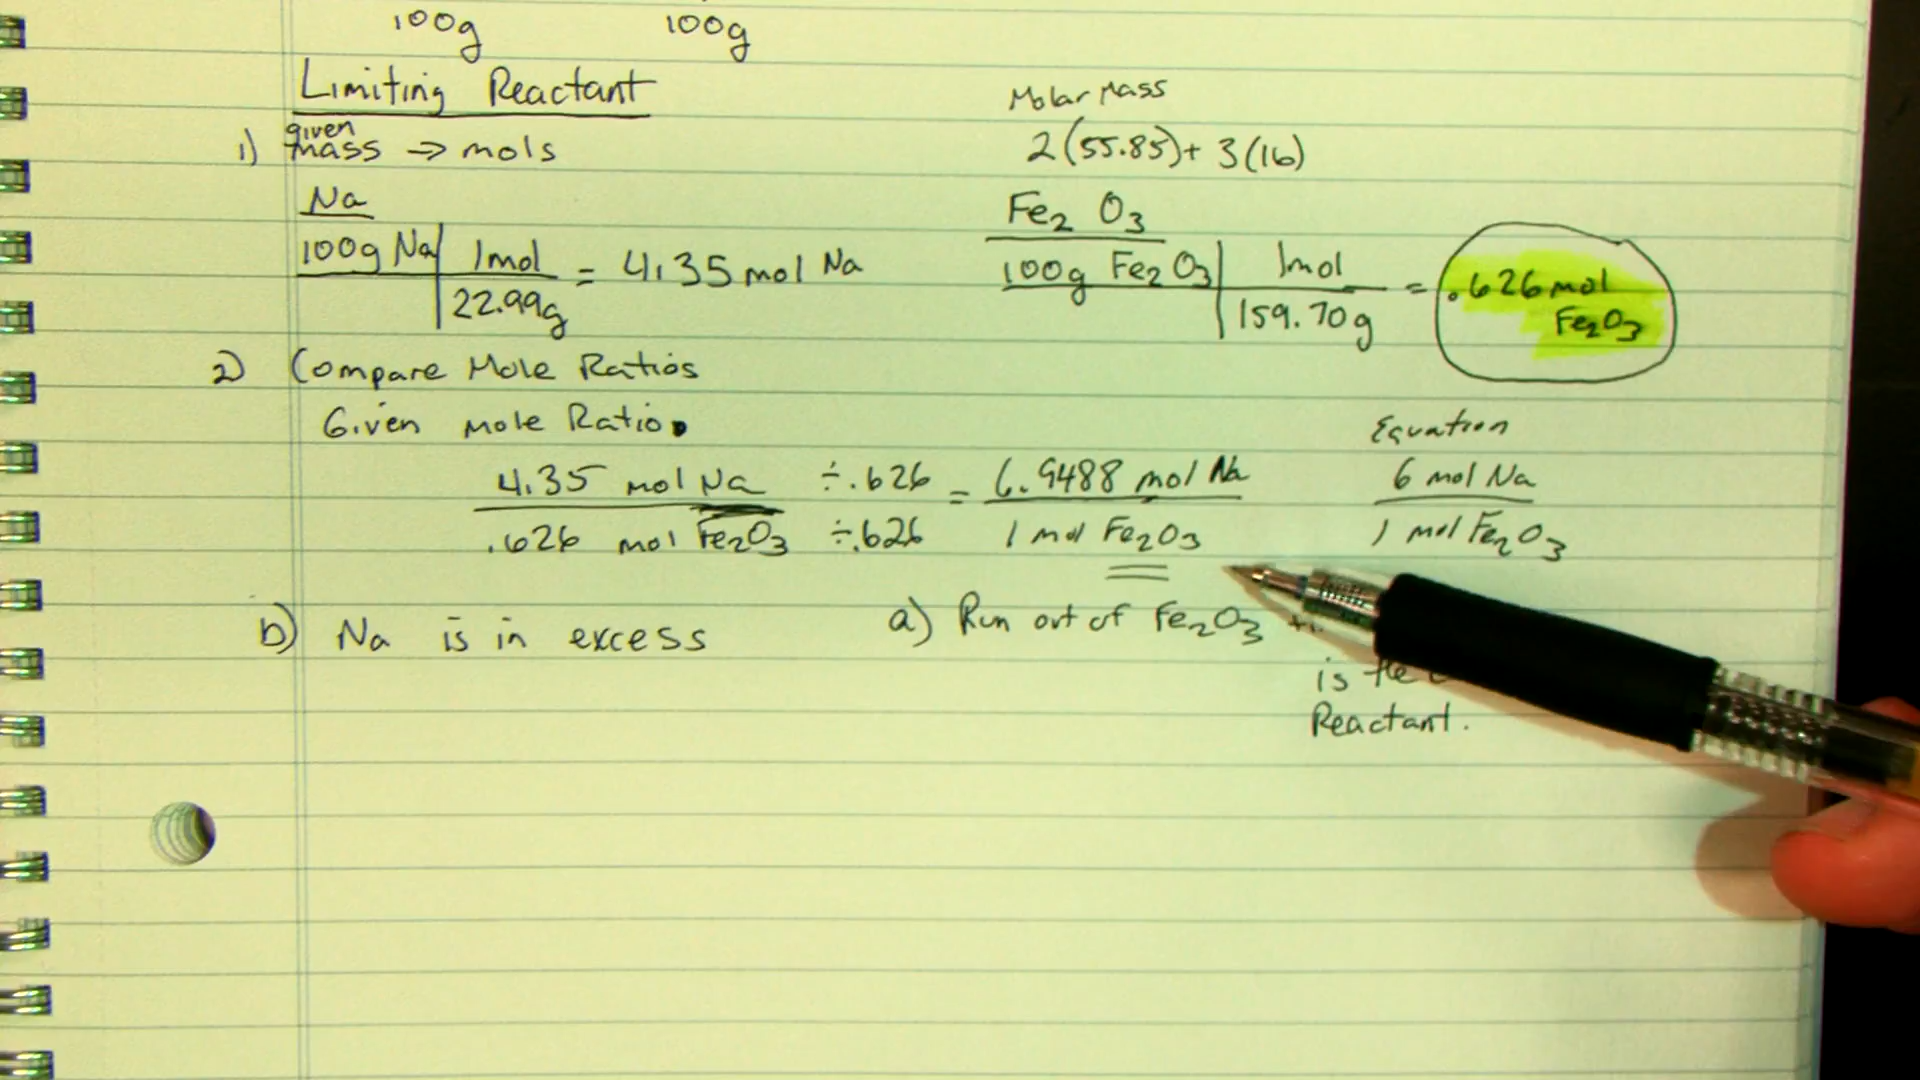 100g 100g
Limiting Reactant
Molar Mass
1) given mass → mols
2(55.85)+ 3(16)
Na
Fe2 O3
100g Na | 1mol = 4.35 mol Na
22.99g
100g Fe2O3 | 1mol = .626 mol Fe2O3
159.70g
2) Compare Mole Ratios
Given Mole Ratio.
Equation
4.35 mol Na ÷.626 = 6.9488 mol Na
.626 mol Fe2O3 ÷.626 1 mol Fe2O3
6 mol Na
1 mol Fe2O3
b) Na is in excess
a) Run out of Fe2O3
is the
Reactant.